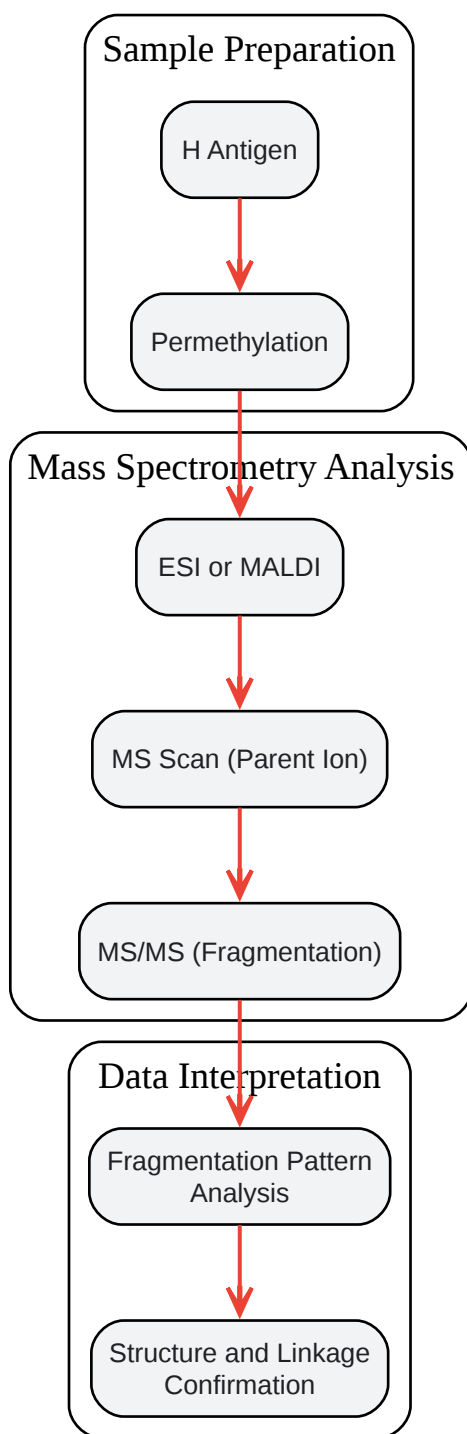 Sample Preparation
H Antigen
Permethylation
Mass Spectrometry Analysis
ESI or MALDI
MS Scan (Parent Ion)
MS/MS (Fragmentation)
Data Interpretation
Fragmentation Pattern
Analysis
Structure and Linkage
Confirmation